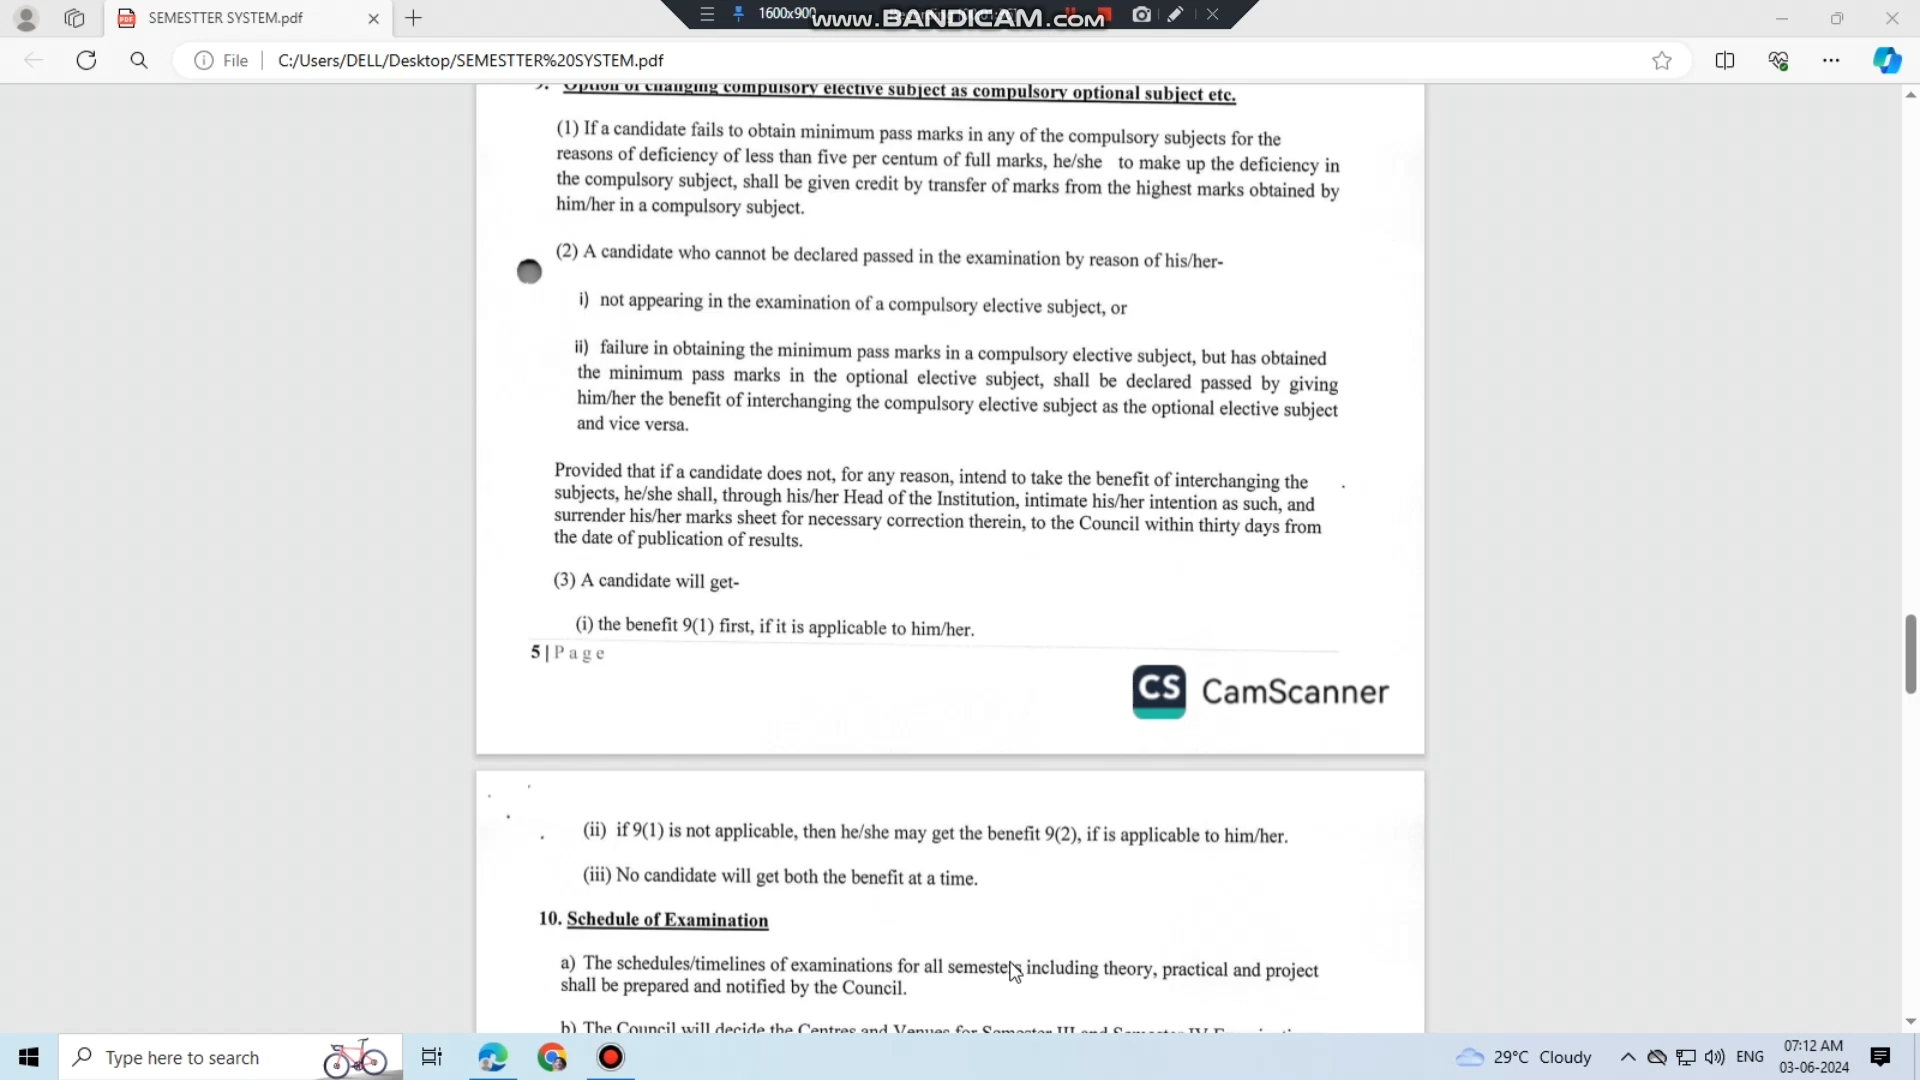 SEMESTTER SYSTEM.pdf
1600x900
www.BANDICAM.com
File
C:/Users/DELL/Desktop/SEMESTTER%20SYSTEM.pdf
Option of changing compulsory elective subject as compulsory optional subject etc.
(1) If a candidate fails to obtain minimum pass marks in any of the compulsory subjects for the
reasons of deficiency of less than five per centum of full marks, he/she to make up the deficiency in
the compulsory subject, shall be given credit by transfer of marks from the highest marks obtained by
him/her in a compulsory subject.
(2) A candidate who cannot be declared passed in the examination by reason of his/her-
i) not appearing in the examination of a compulsory elective subject, or
ii) failure in obtaining the minimum pass marks in a compulsory elective subject, but has obtained
the minimum pass marks in the optional elective subject, shall be declared passed by giving
him/her the benefit of interchanging the compulsory elective subject as the optional elective subject
and vice versa.
Provided that if a candidate does not, for any reason, intend to take the benefit of interchanging the
subjects, he/she shall, through his/her Head of the Institution, intimate his/her intention as such, and
surrender his/her marks sheet for necessary correction therein, to the Council within thirty days from
the date of publication of results.
(3) A candidate will get-
(i) the benefit 9(1) first, if it is applicable to him/her.
5 | Page
CS CamScanner
(ii) if 9(1) is not applicable, then he/she may get the benefit 9(2), if is applicable to him/her.
(iii) No candidate will get both the benefit at a time.
10. Schedule of Examination
a) The schedules/timelines of examinations for all semesters including theory, practical and project
shall be prepared and notified by the Council.
b) The Council will decide the Centres and Venues for Semester III and Semester IV
Type here to search
29°C Cloudy
ENG
07:12 AM
03-06-2024